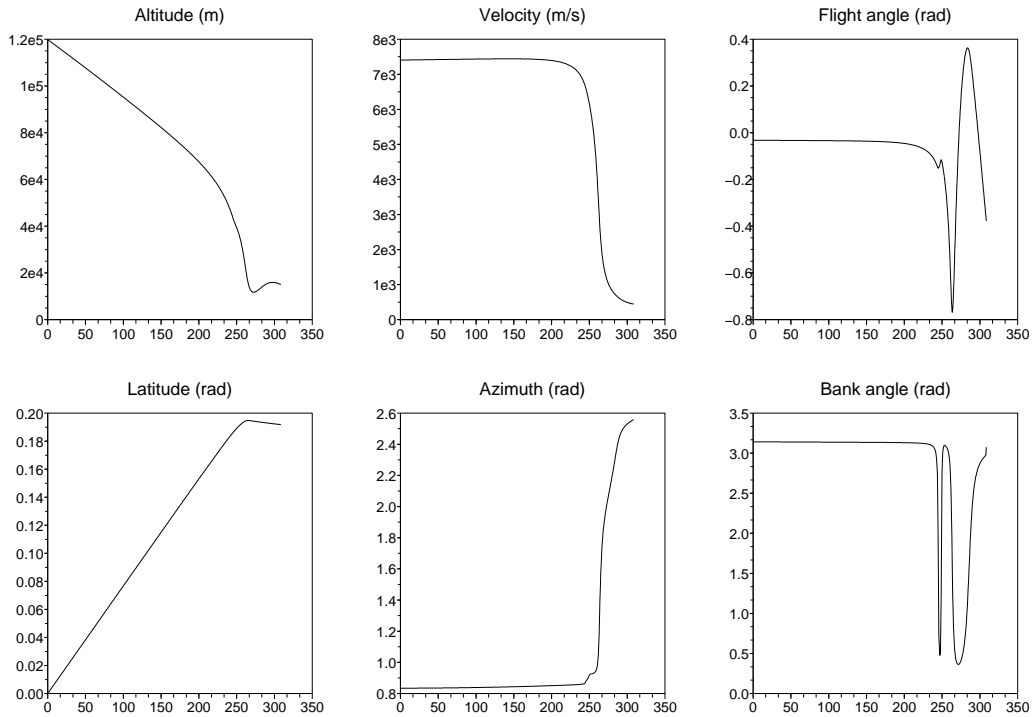 Altitude (m) Velocity (m/s) Flight angle (rad)
1.2e5 8e3 0.4
7e3
1e5 0.2
6e3
8e4 0.0
5e3
6e4 4e3 −0.2
3e3
4e4 −0.4
2e3
2e4 −0.6
1e3
0 0 −0.8
0 50 100 150 200 250 300 350 0 50 100 150 200 250 300 350 0 50 100 150 200 250 300 350
Latitude (rad) Azimuth (rad) Bank angle (rad)
0.20 2.6 3.5
0.18 2.4
0.16 3.0
2.2
0.14 2.5
2.0
0.12
1.8 2.0
0.10
1.6
0.08 1.5
1.4
0.06 1.0
1.2
0.04
0.02 1.0 0.5
0.00 0.8 0.0
0 50 100 150 200 250 300 350 0 50 100 150 200 250 300 350 0 50 100 150 200 250 300 350